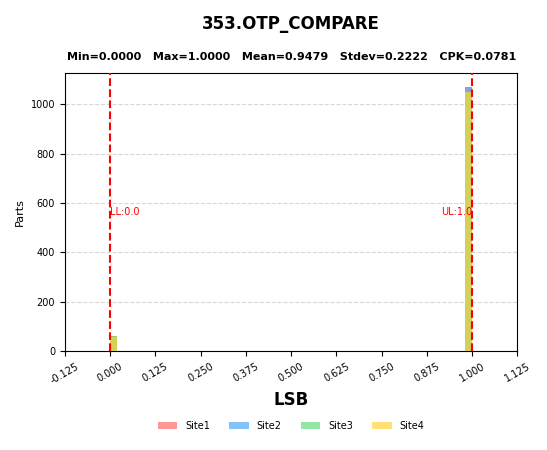 353.OTP_COMPARE
Min=0.0000 Max=1.0000 Mean=0.9479 Stdev=0.2222 CPK=0.0781
Parts
1000
800
600
400
200
0
LL:0.0
UL:1.0
-0.125 0.000 0.125 0.250 0.375 0.500 0.625 0.750 0.875 1.000 1.125
LSB
Site1 Site2 Site3 Site4